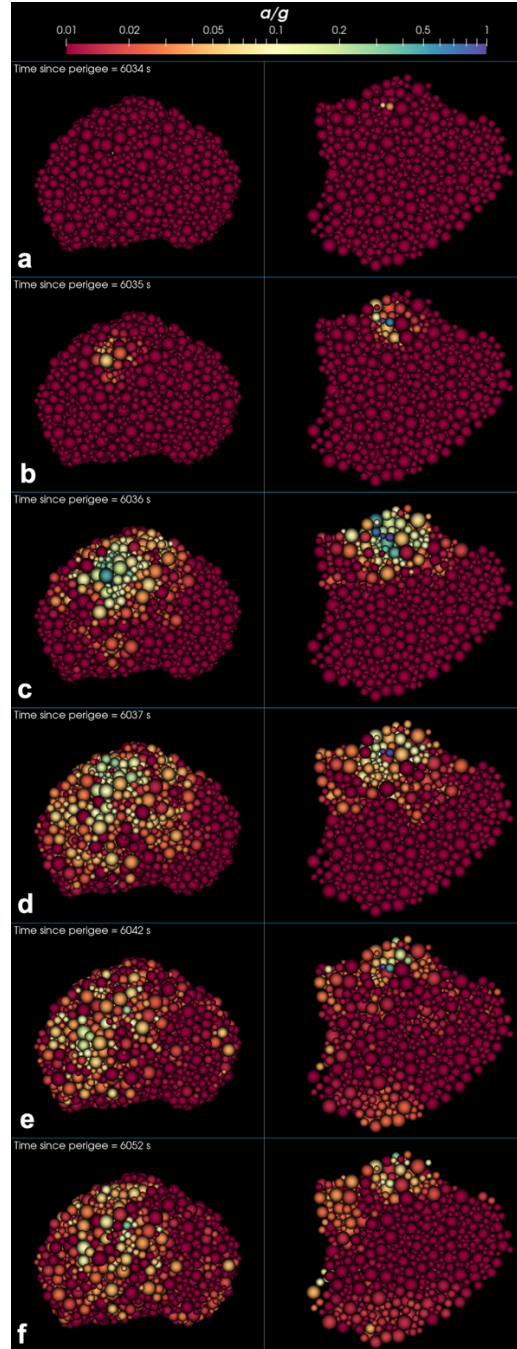 a/g
0.01 0.02 0.05 0.1 0.2 0.5 1
Time since perigee = 6034 s
a
Time since perigee = 6035 s
b
Time since perigee = 6036 s
c
Time since perigee = 6037 s
d
Time since perigee = 6042 s
e
Time since perigee = 6052 s
f